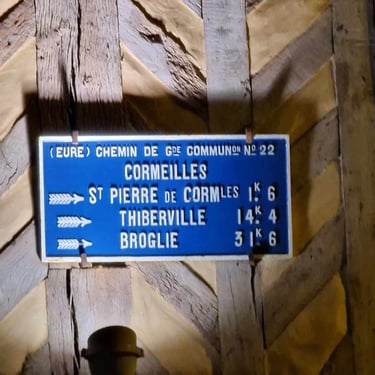 (EURE) CHEMIN DE GDE COMMUNON NO 22
CORMEILLES
ST PIERRE DE CORMLES 1K. 6
THIBERVILLE 14K. 4
BROGLIE 31K. 6